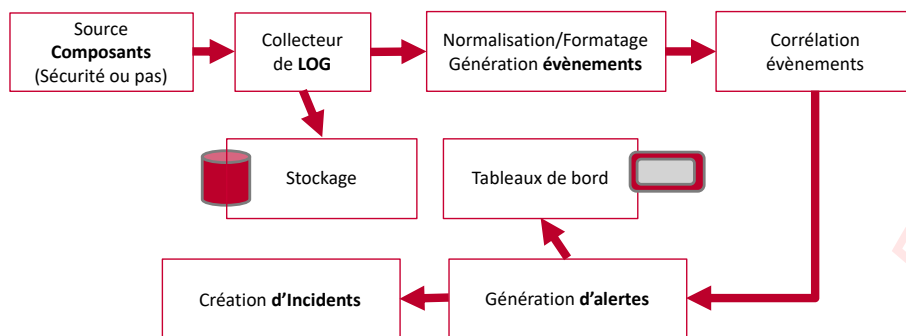 Source
Composants
(Sécurité ou pas)
Collecteur
de LOG
Normalisation/Formatage
Génération évènements
Corrélation
évènements
Stockage
Tableaux de bord
Création d'Incidents
Génération d'alertes